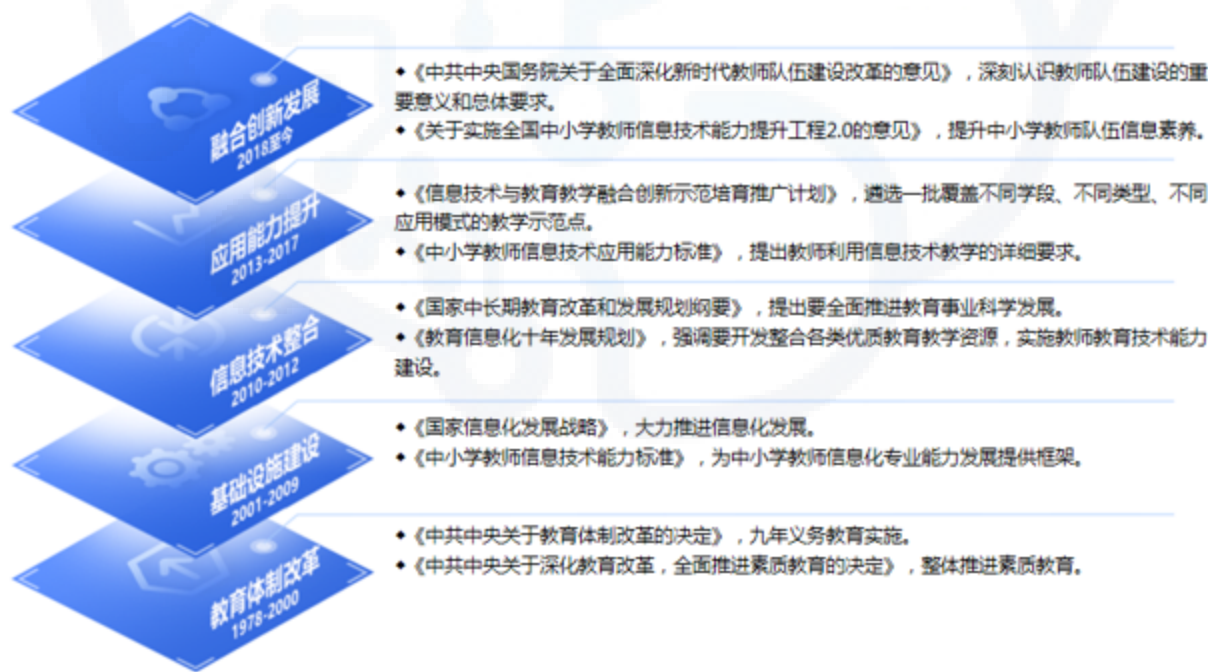 融合创新发展
2018至今
◆《中共中央国务院关于全面深化新时代教师队伍建设改革的意见》，深刻认识教师队伍建设的重
要意义和总体要求。
◆《关于实施全国中小学教师信息技术能力提升工程2.0的意见》，提升中小学教师队伍信息素养。
应用能力提升
2013-2017
◆《信息技术与教育教学融合创新示范培育推广计划》，遴选一批覆盖不同学段、不同类型、不同
应用模式的教学示范点。
◆《中小学教师信息技术应用能力标准》，提出教师利用信息技术教学的详细要求。
信息技术整合
2010-2012
◆《国家中长期教育改革和发展规划纲要》，提出要全面推进教育事业科学发展。
◆《教育信息化十年发展规划》，强调要开发整合各类优质教育教学资源，实施教师教育技术能力
建设。
基础设施建设
2001-2009
◆《国家信息化发展战略》，大力推进信息化发展。
◆《中小学教师信息技术能力标准》，为中小学教师信息化专业能力发展提供框架。
教育体制改革
1978-2000
◆《中共中央关于教育体制改革的决定》，九年义务教育实施。
◆《中共中央关于深化教育改革，全面推进素质教育的决定》，整体推进素质教育。